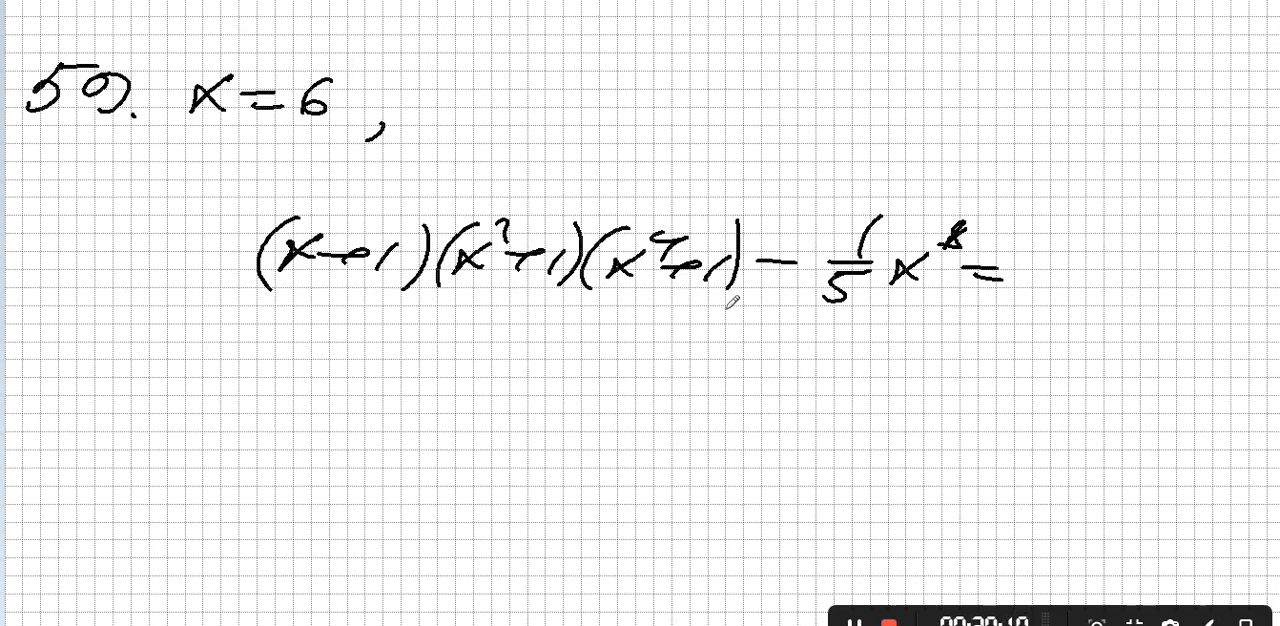 59. x = 6,
(x+1)(x²+1)(x⁴+1) - 1/5 x⁸ =